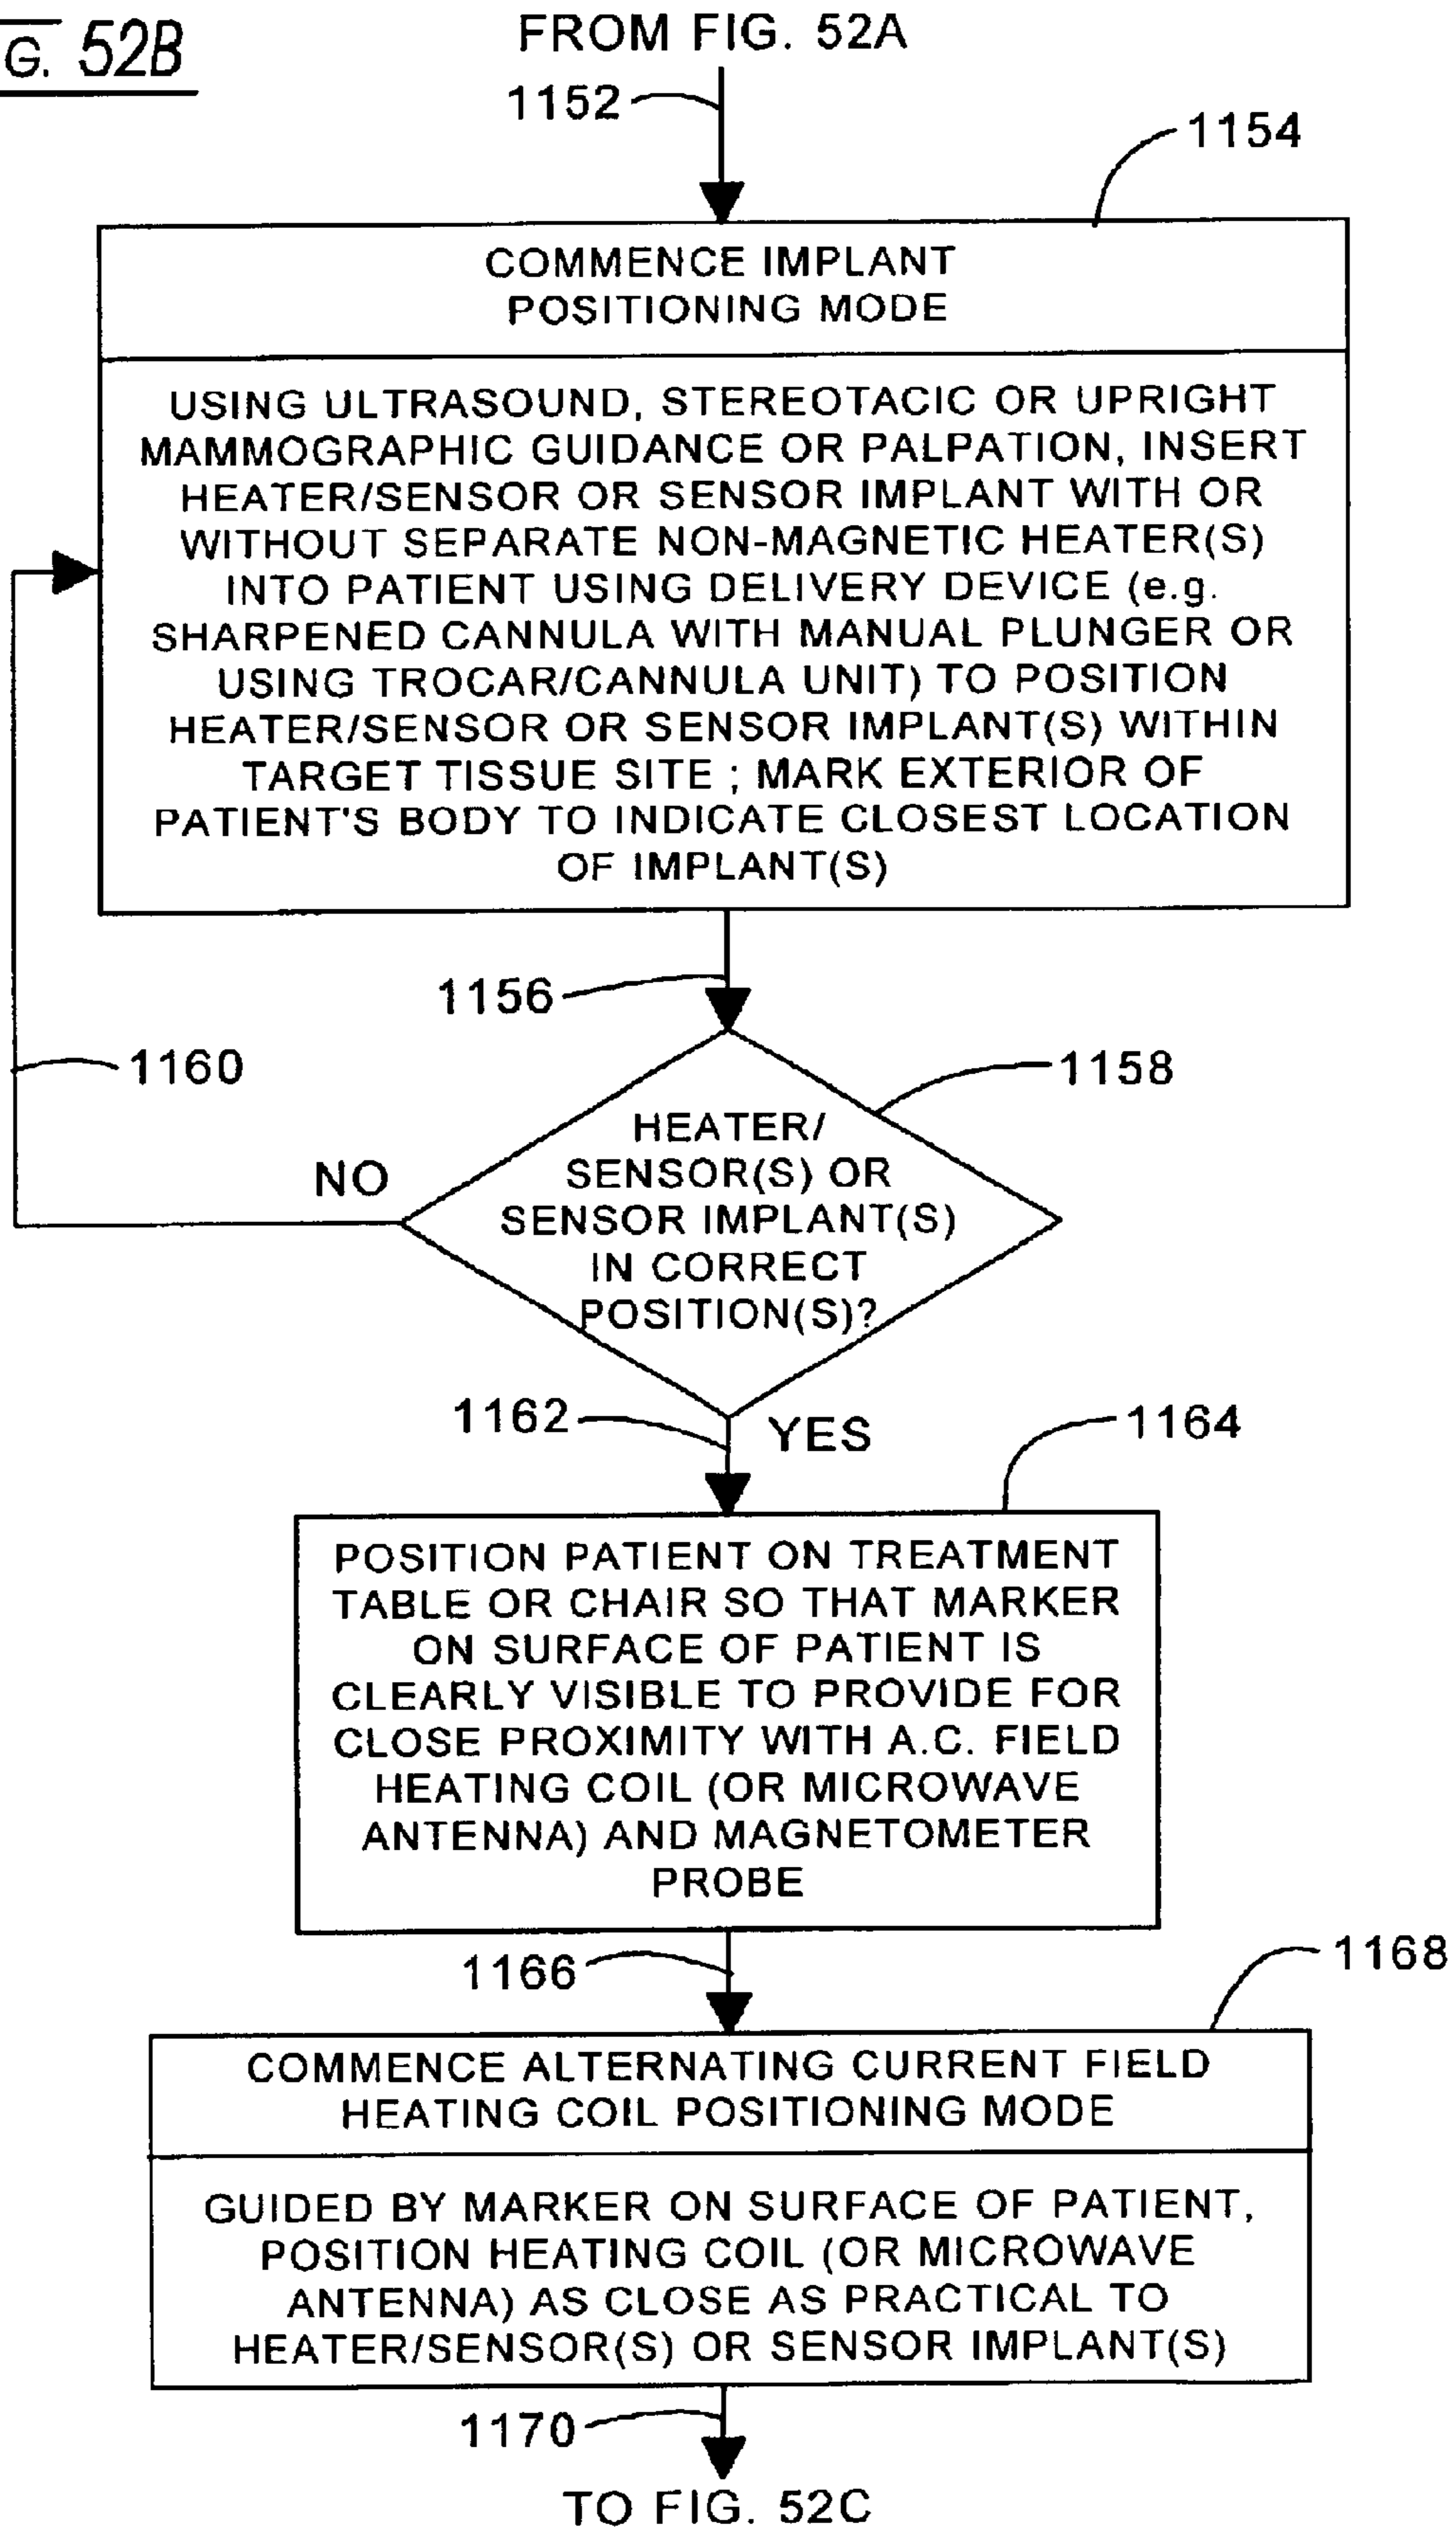 G. 52B
FROM FIG. 52A
1152
1154
COMMENCE IMPLANT
POSITIONING MODE
USING ULTRASOUND, STEREOTACIC OR UPRIGHT
MAMMOGRAPHIC GUIDANCE OR PALPATION, INSERT
HEATER/SENSOR OR SENSOR IMPLANT WITH OR
WITHOUT SEPARATE NON-MAGNETIC HEATER(S)
INTO PATIENT USING DELIVERY DEVICE (e.g.
SHARPENED CANNULA WITH MANUAL PLUNGER OR
USING TROCAR/CANNULA UNIT) TO POSITION
HEATER/SENSOR OR SENSOR IMPLANT(S) WITHIN
TARGET TISSUE SITE ; MARK EXTERIOR OF
PATIENT'S BODY TO INDICATE CLOSEST LOCATION
OF IMPLANT(S)
1156
1160
1158
NO
HEATER/
SENSOR(S) OR
SENSOR IMPLANT(S)
IN CORRECT
POSITION(S)?
1162
YES
1164
POSITION PATIENT ON TREATMENT
TABLE OR CHAIR SO THAT MARKER
ON SURFACE OF PATIENT IS
CLEARLY VISIBLE TO PROVIDE FOR
CLOSE PROXIMITY WITH A.C. FIELD
HEATING COIL (OR MICROWAVE
ANTENNA) AND MAGNETOMETER
PROBE
1166
1168
COMMENCE ALTERNATING CURRENT FIELD
HEATING COIL POSITIONING MODE
GUIDED BY MARKER ON SURFACE OF PATIENT,
POSITION HEATING COIL (OR MICROWAVE
ANTENNA) AS CLOSE AS PRACTICAL TO
HEATER/SENSOR(S) OR SENSOR IMPLANT(S)
1170
TO FIG. 52C